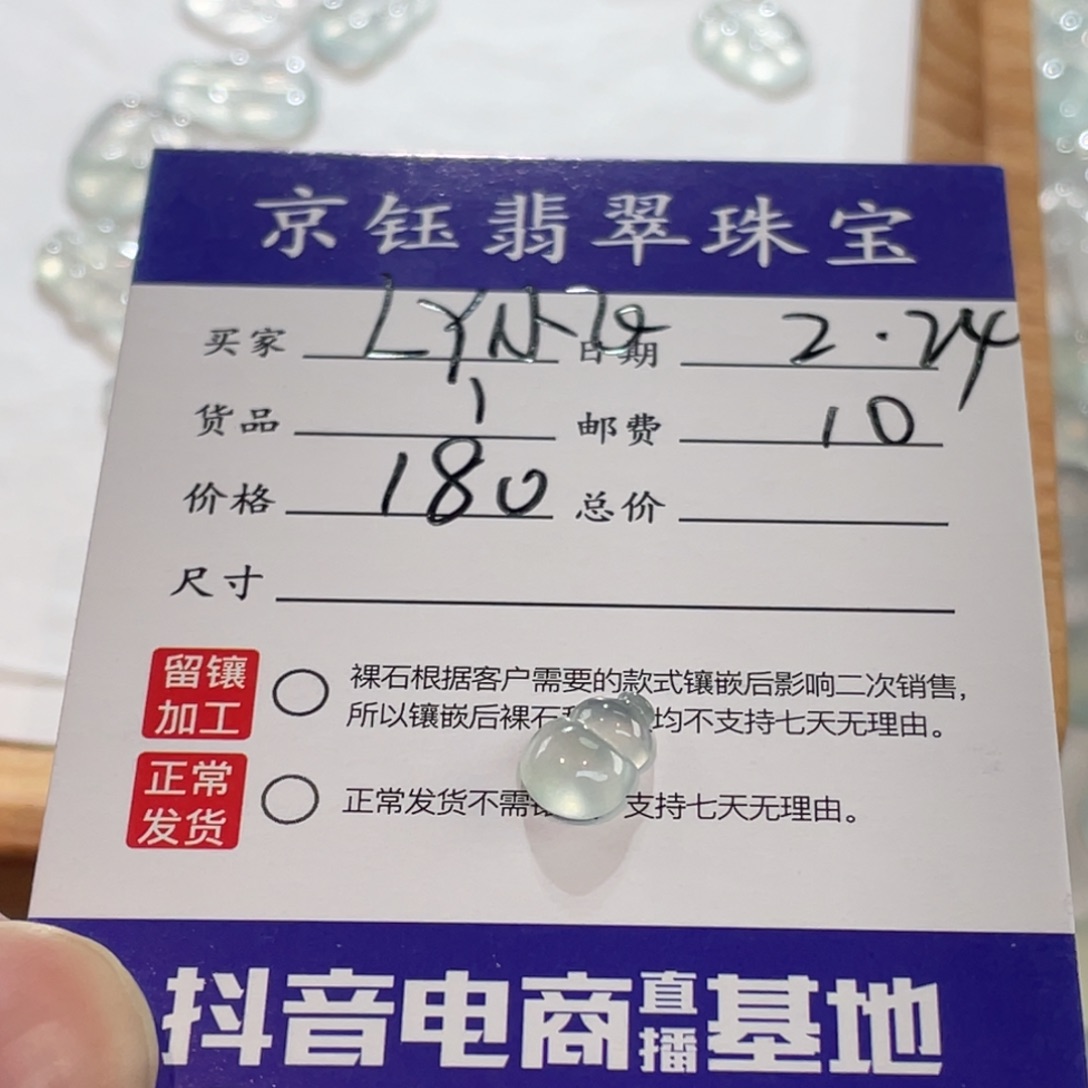 京钰翡翠珠宝
买家 日期 2.24
货品 1 邮费 10
价格 180 总价
尺寸
留镶加工 裸石根据客户需要的款式镶嵌后影响二次销售,
所以镶嵌后裸石 均不支持七天无理由。
正常发货 正常发货不需 支持七天无理由。
抖音电商直播基地